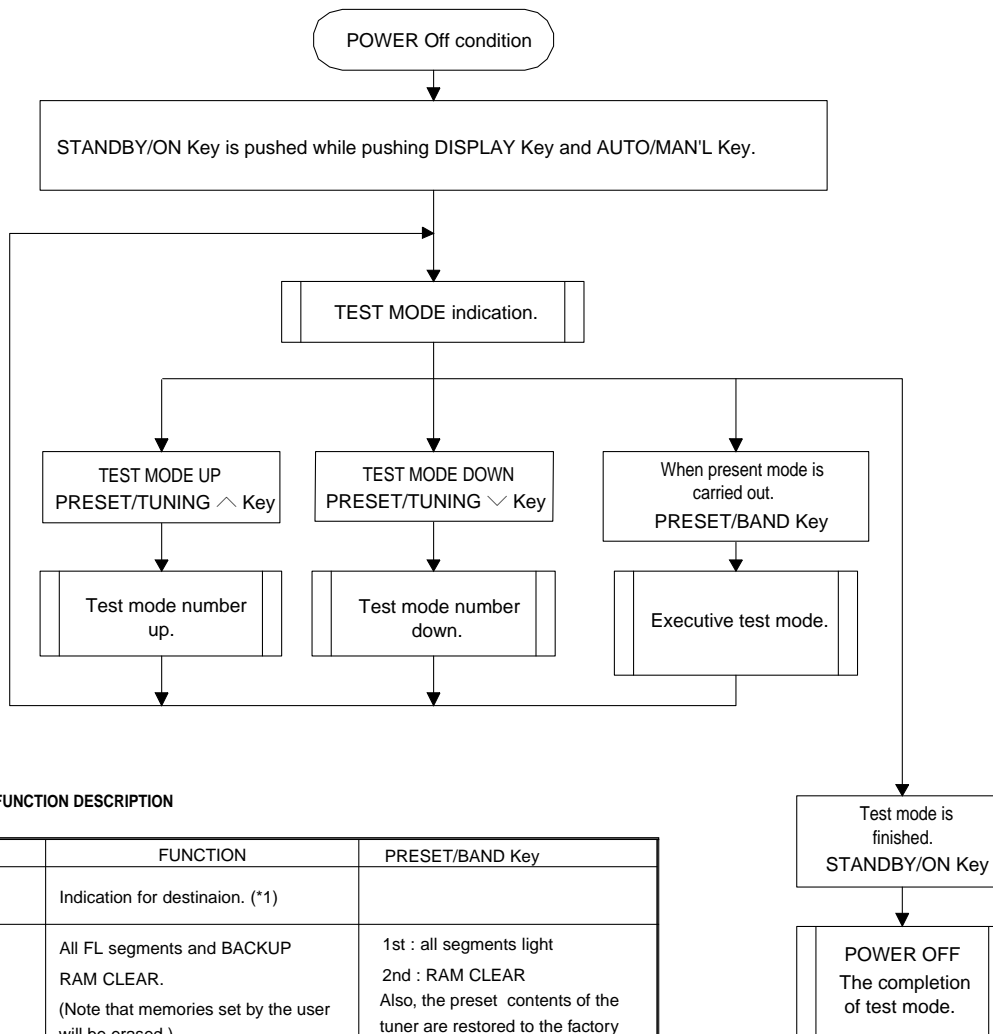 POWER Off condition
STANDBY/ON Key is pushed while pushing DISPLAY Key and AUTO/MAN'L Key.
TEST MODE indication.
TEST MODE UP
PRESET/TUNING ︿ Key
TEST MODE DOWN
PRESET/TUNING ﹀ Key
When present mode is
carried out.
PRESET/BAND Key
Test mode number
up.
Test mode number
down.
Executive test mode.
FUNCTION DESCRIPTION
FUNCTION
PRESET/BAND Key
Indication for destinaion. (*1)
All FL segments and BACKUP
RAM CLEAR.
(Note that memories set by the user
will be erased.)
1st : all segments light
2nd : RAM CLEAR
Also, the preset contents of the
tuner are restored to the factory
Test mode is
finished.
STANDBY/ON Key
POWER OFF
The completion
of test mode.